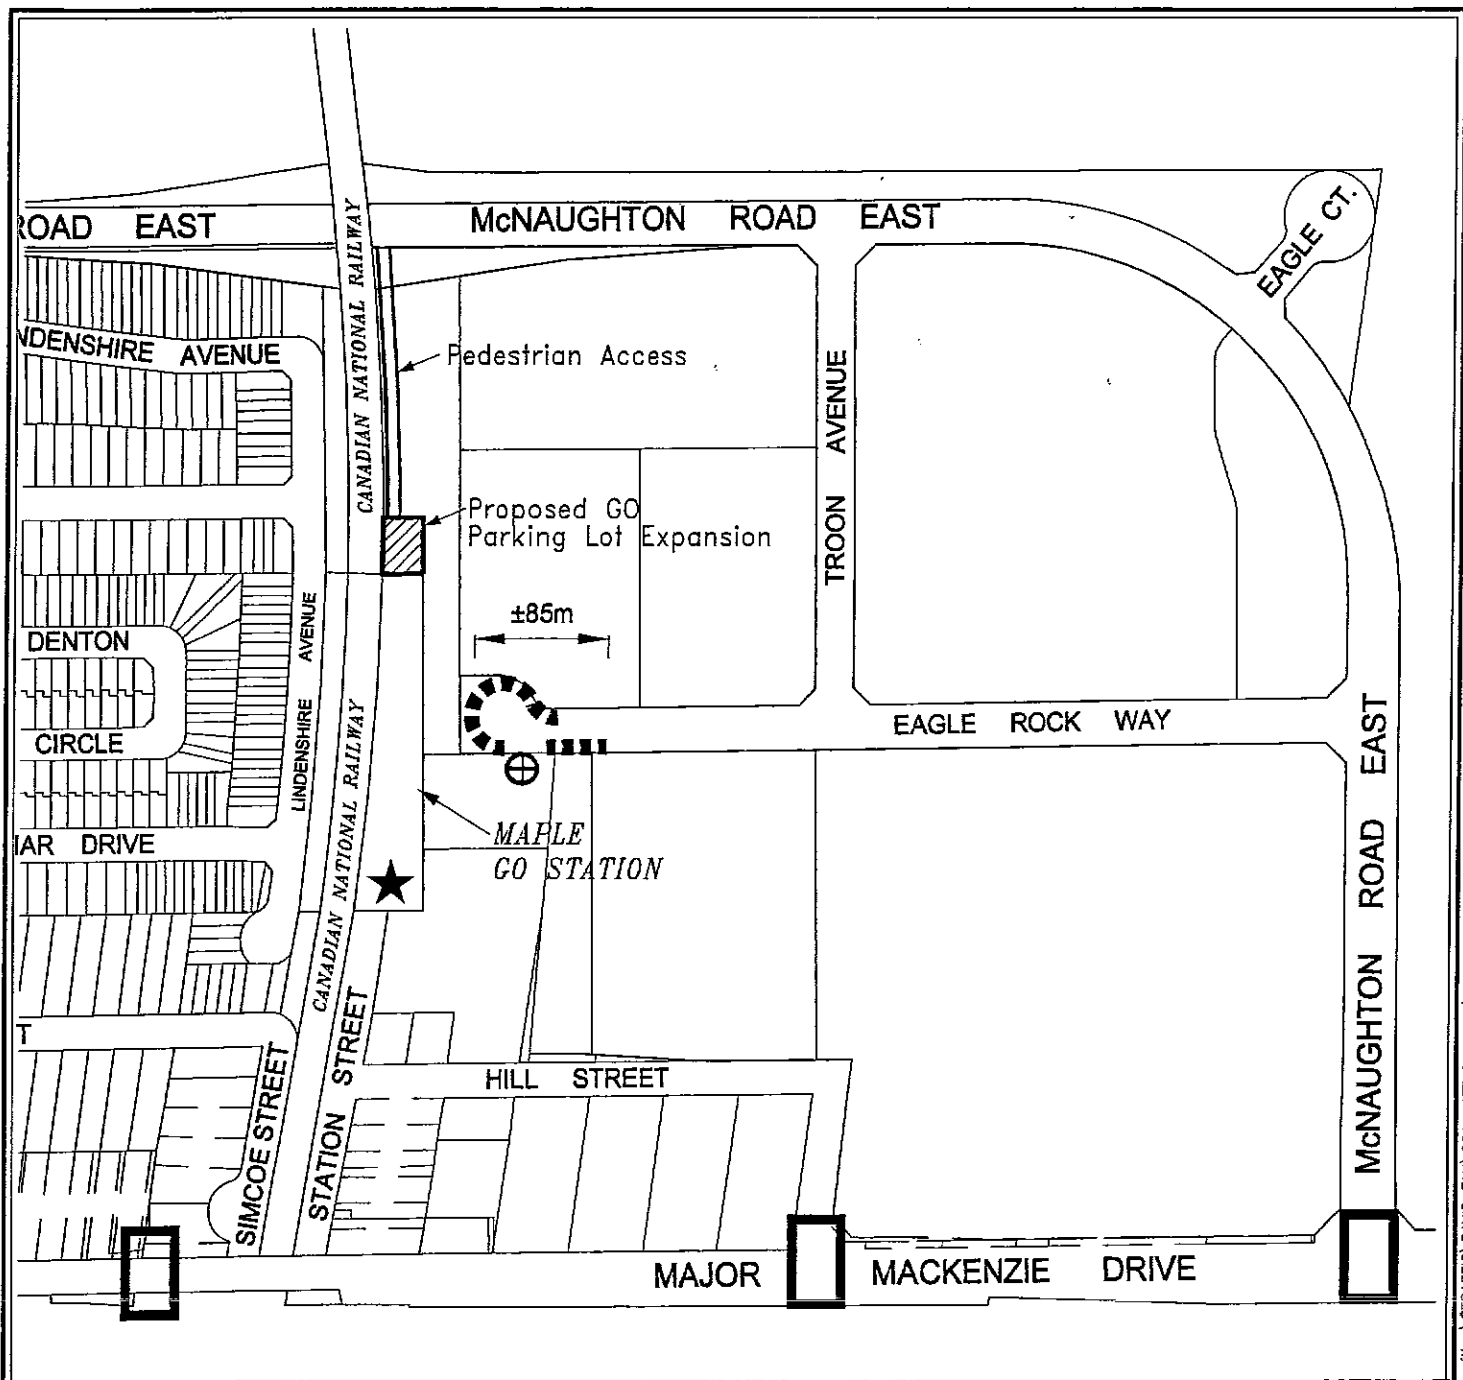 ROAD EAST
McNAUGHTON ROAD EAST
EAGLE CT.
CANADIAN NATIONAL RAILWAY
NDENSHIRE AVENUE
Pedestrian Access
TROON AVENUE
Proposed GO
Parking Lot Expansion
±85m
LINDENSHIRE AVENUE
DENTON
CIRCLE
CANADIAN NATIONAL RAILWAY
EAGLE ROCK WAY
McNAUGHTON ROAD EAST
IAR DRIVE
MAPLE
GO STATION
T
SIMCOE STREET
STATION STREET
HILL STREET
MAJOR MACKENZIE DRIVE